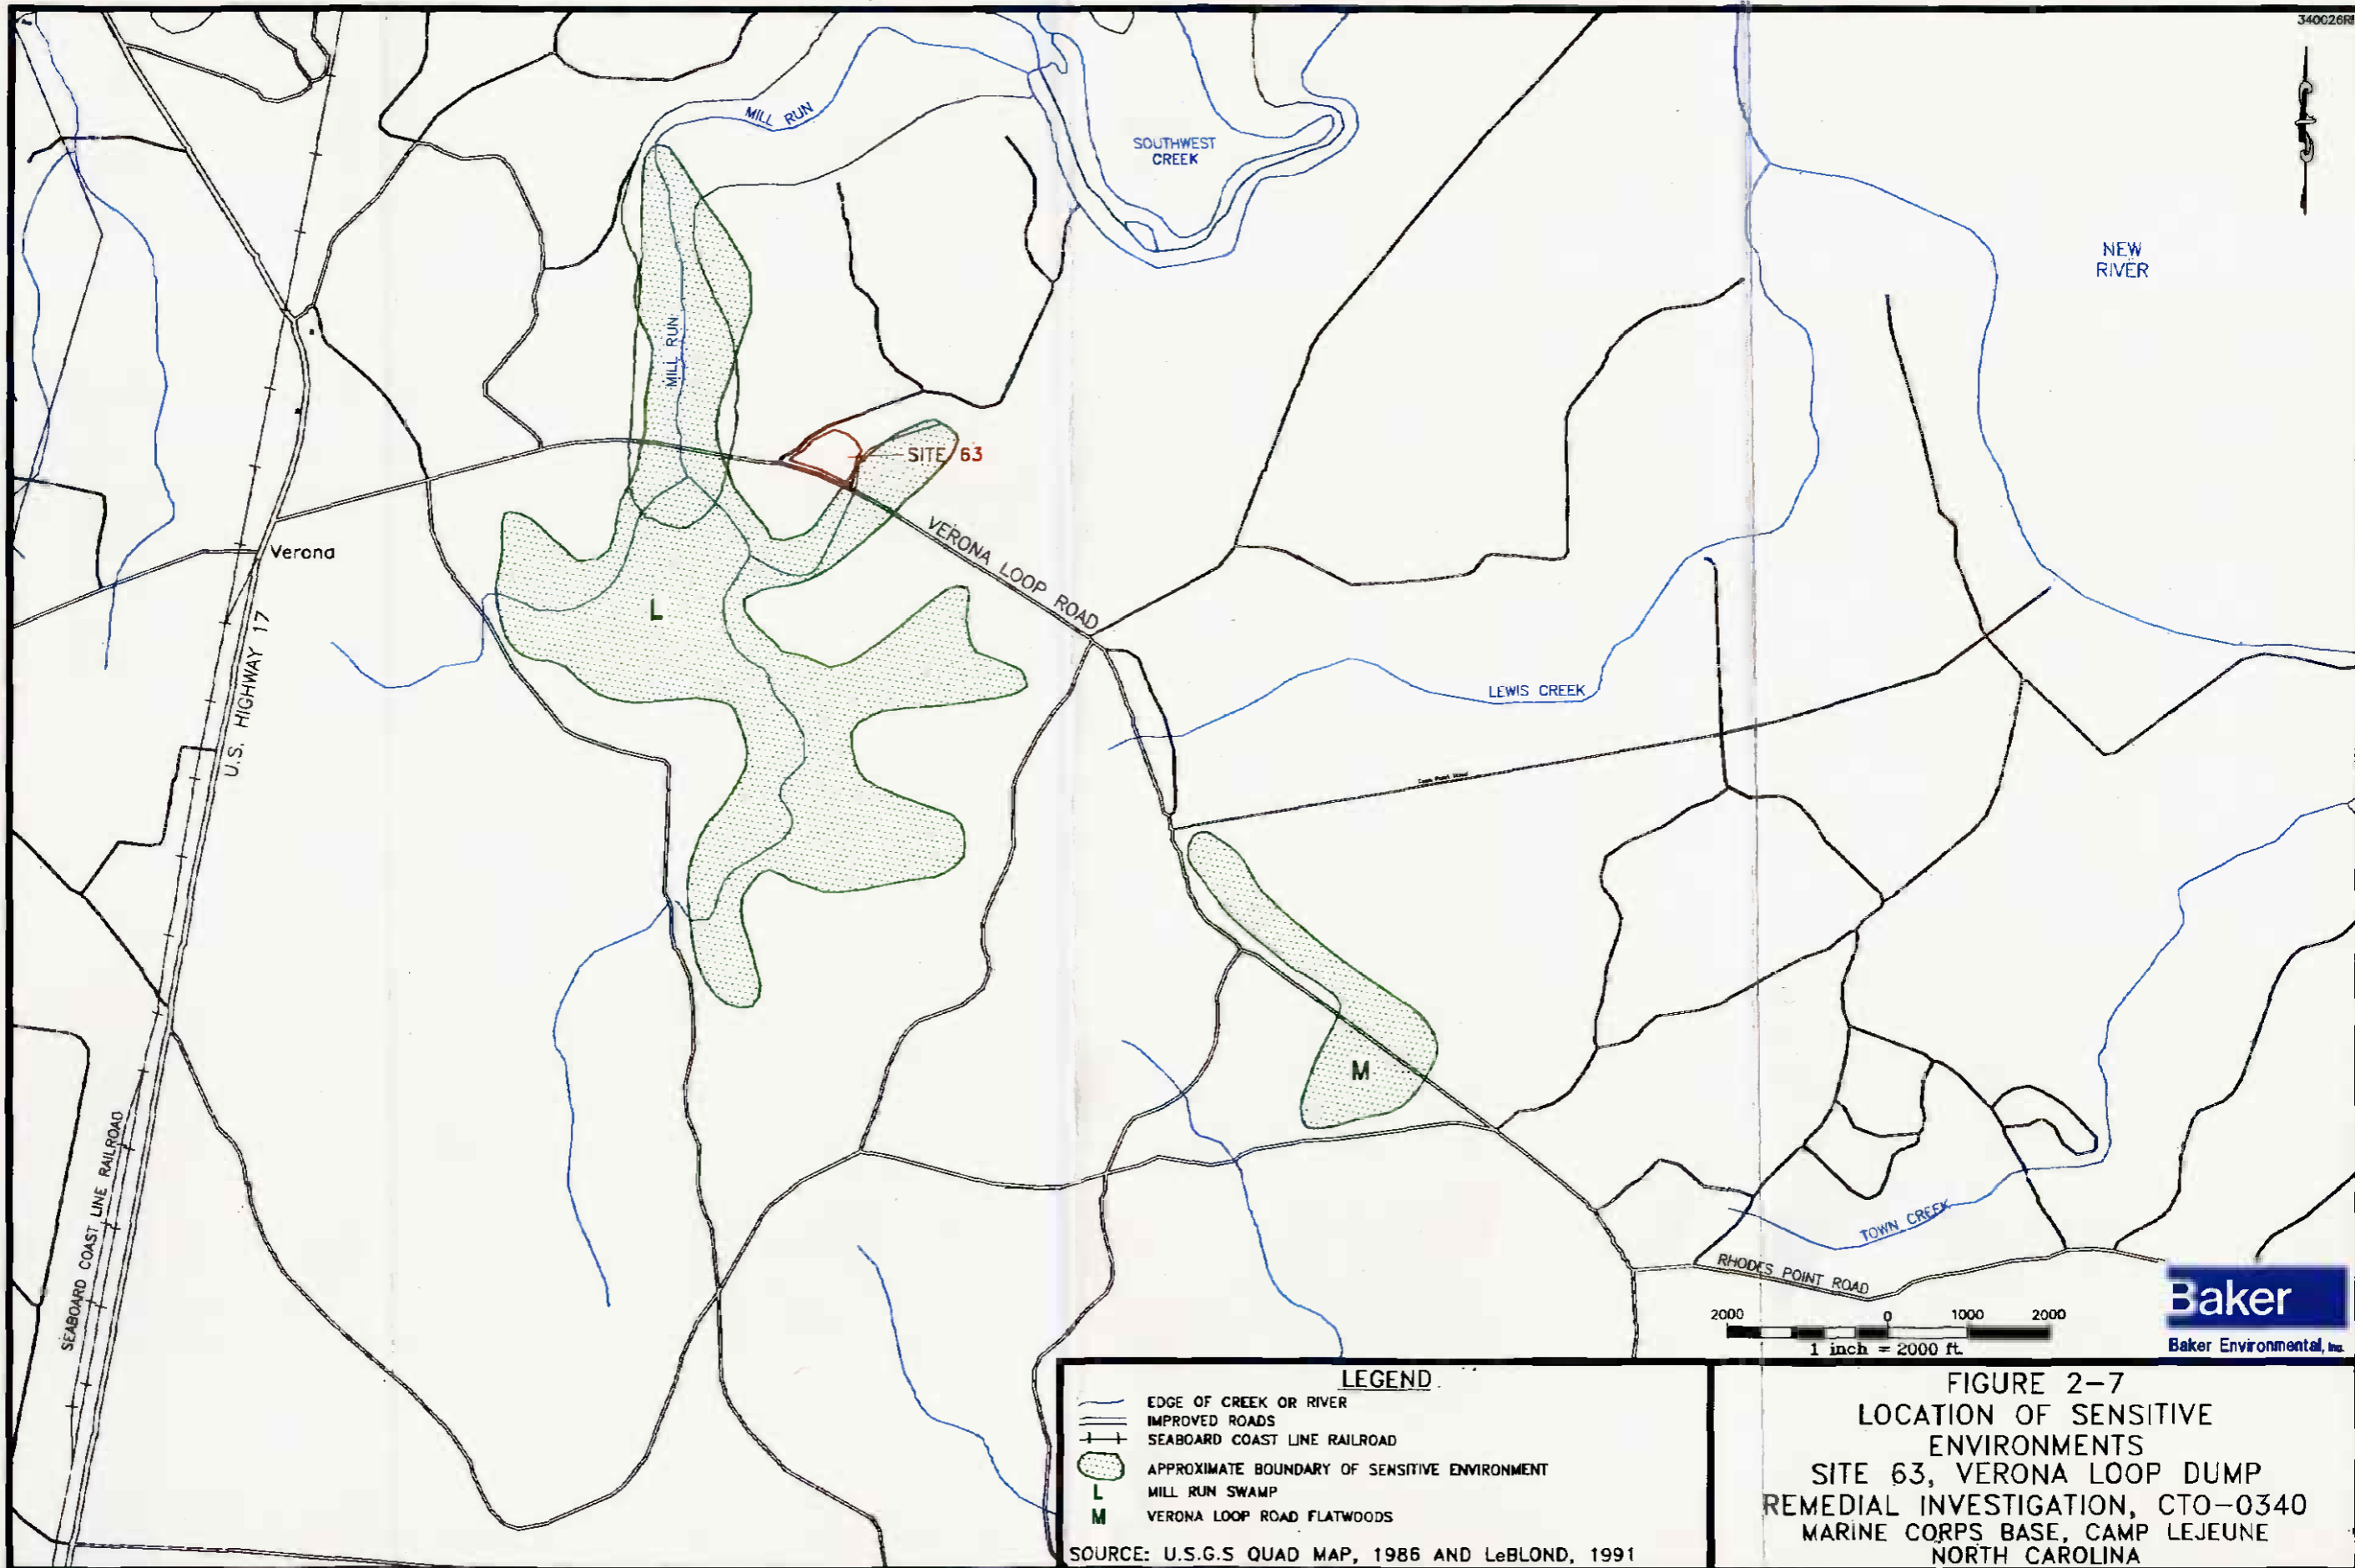 340026RI
MILL RUN
SOUTHWEST
CREEK
NEW
RIVER
MILL RUN
SITE 63
VERONA LOOP ROAD
Verona
L
U.S. HIGHWAY 17
LEWIS CREEK
M
SEABOARD COAST LINE RAILROAD
TOWN CREEK
RHODES POINT ROAD
2000 0 1000 2000
1 inch = 2000 ft.
Baker
Baker Environmental, Inc.
LEGEND
EDGE OF CREEK OR RIVER
IMPROVED ROADS
SEABOARD COAST LINE RAILROAD
APPROXIMATE BOUNDARY OF SENSITIVE ENVIRONMENT
L MILL RUN SWAMP
M VERONA LOOP ROAD FLATWOODS
SOURCE: U.S.G.S QUAD MAP, 1986 AND LeBLOND, 1991
FIGURE 2-7
LOCATION OF SENSITIVE
ENVIRONMENTS
SITE 63, VERONA LOOP DUMP
REMEDIAL INVESTIGATION, CTO-0340
MARINE CORPS BASE, CAMP LEJEUNE
NORTH CAROLINA